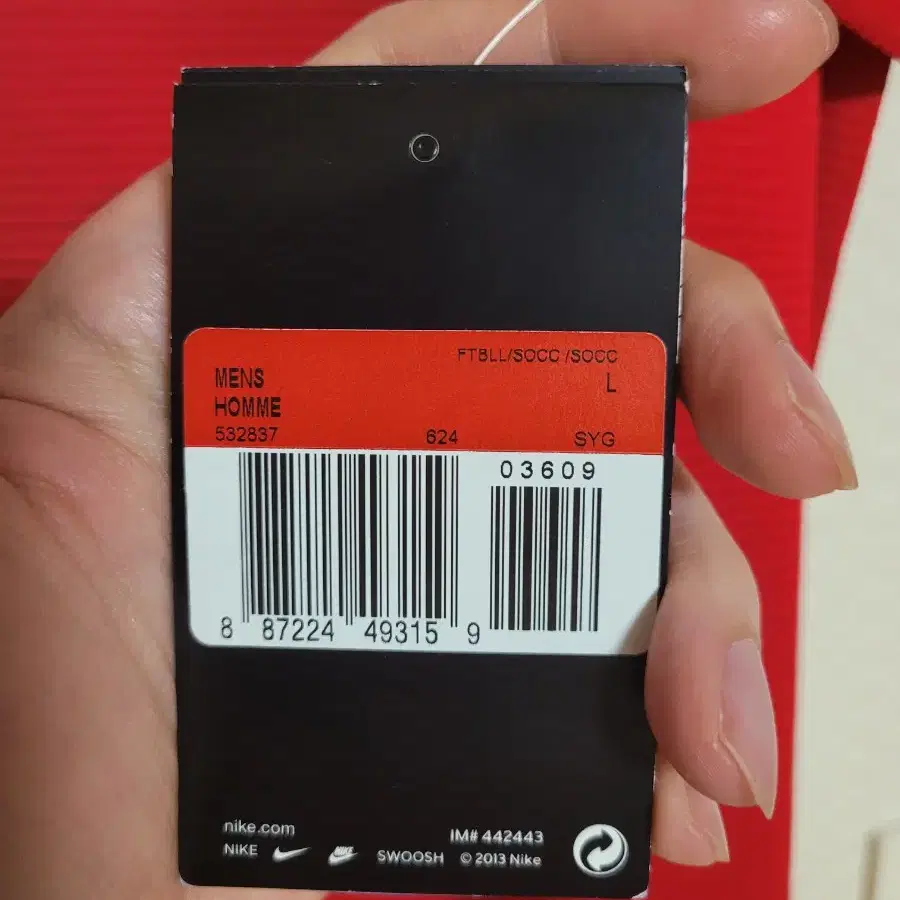 FTBLL/SOCC /SOCC
MENS L
HOMME
532837 624 SYG
03609
8 87224 49315 9
nike.com IM# 442443
NIKE NIKE SWOOSH © 2013 Nike